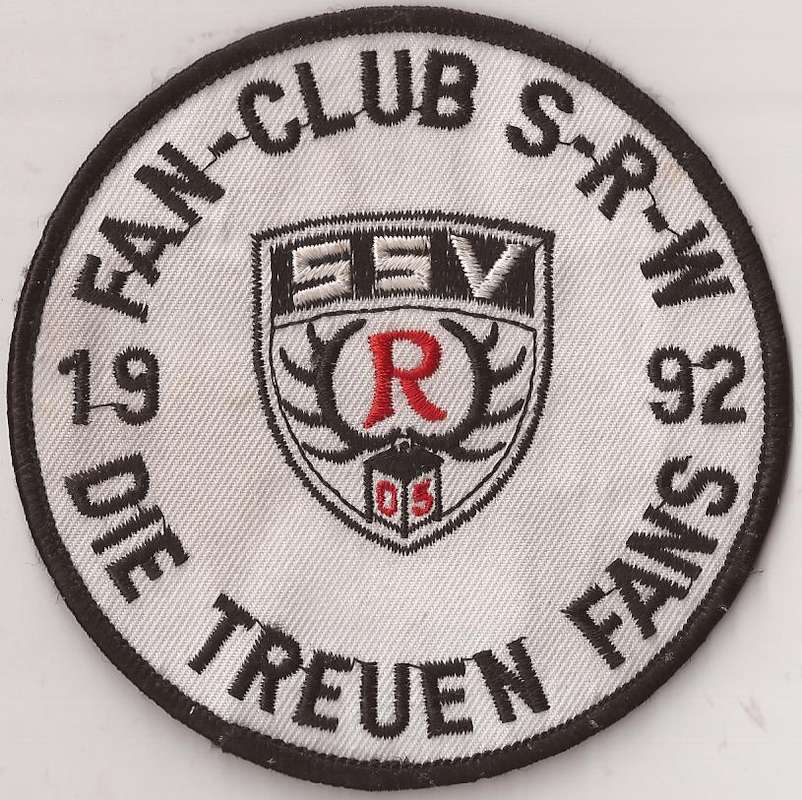 FAN-CLUB S-R-W
19 92
SSV
R
05
DIE TREUEN FANS